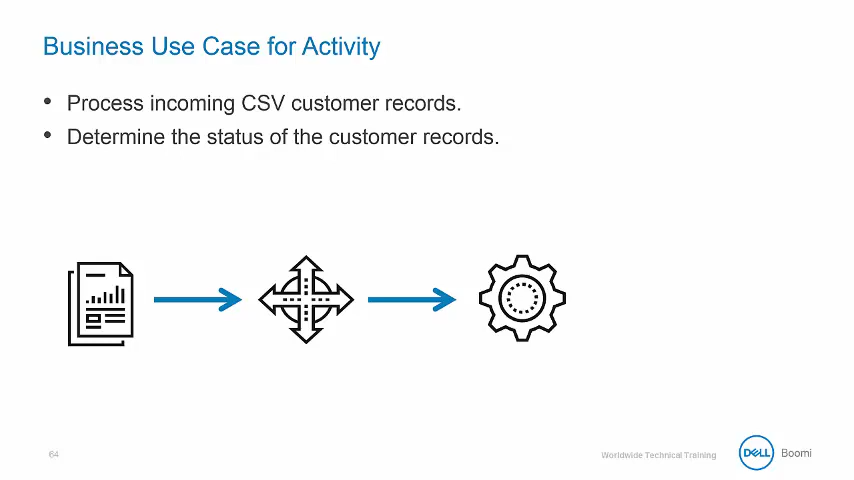 Business Use Case for Activity
• Process incoming CSV customer records.
• Determine the status of the customer records.
64
Worldwide Technical Training
DELL
Boomi